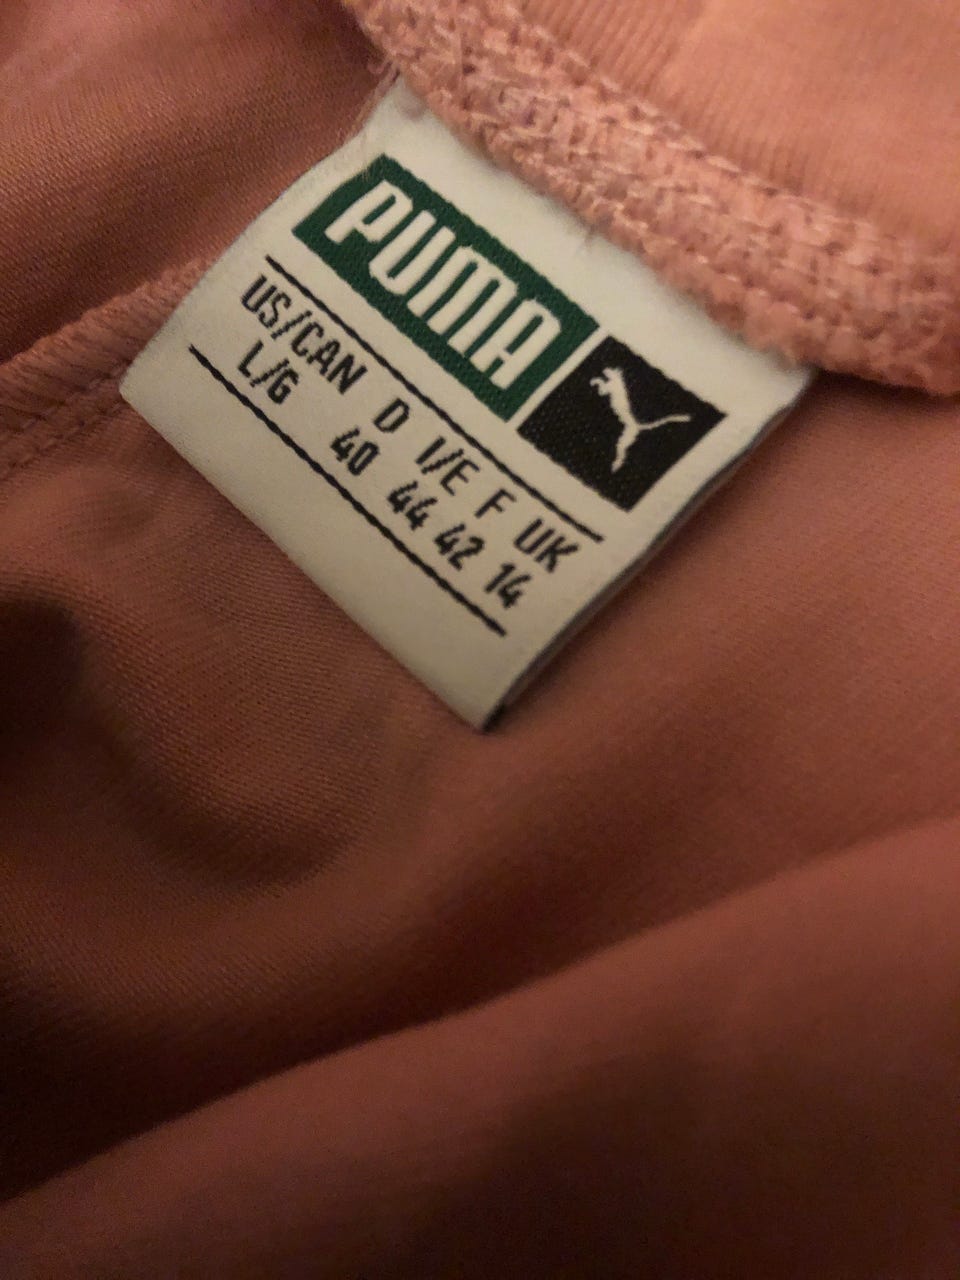 PUMA
US/CAN D I/E F UK
L/G 40 44 42 14